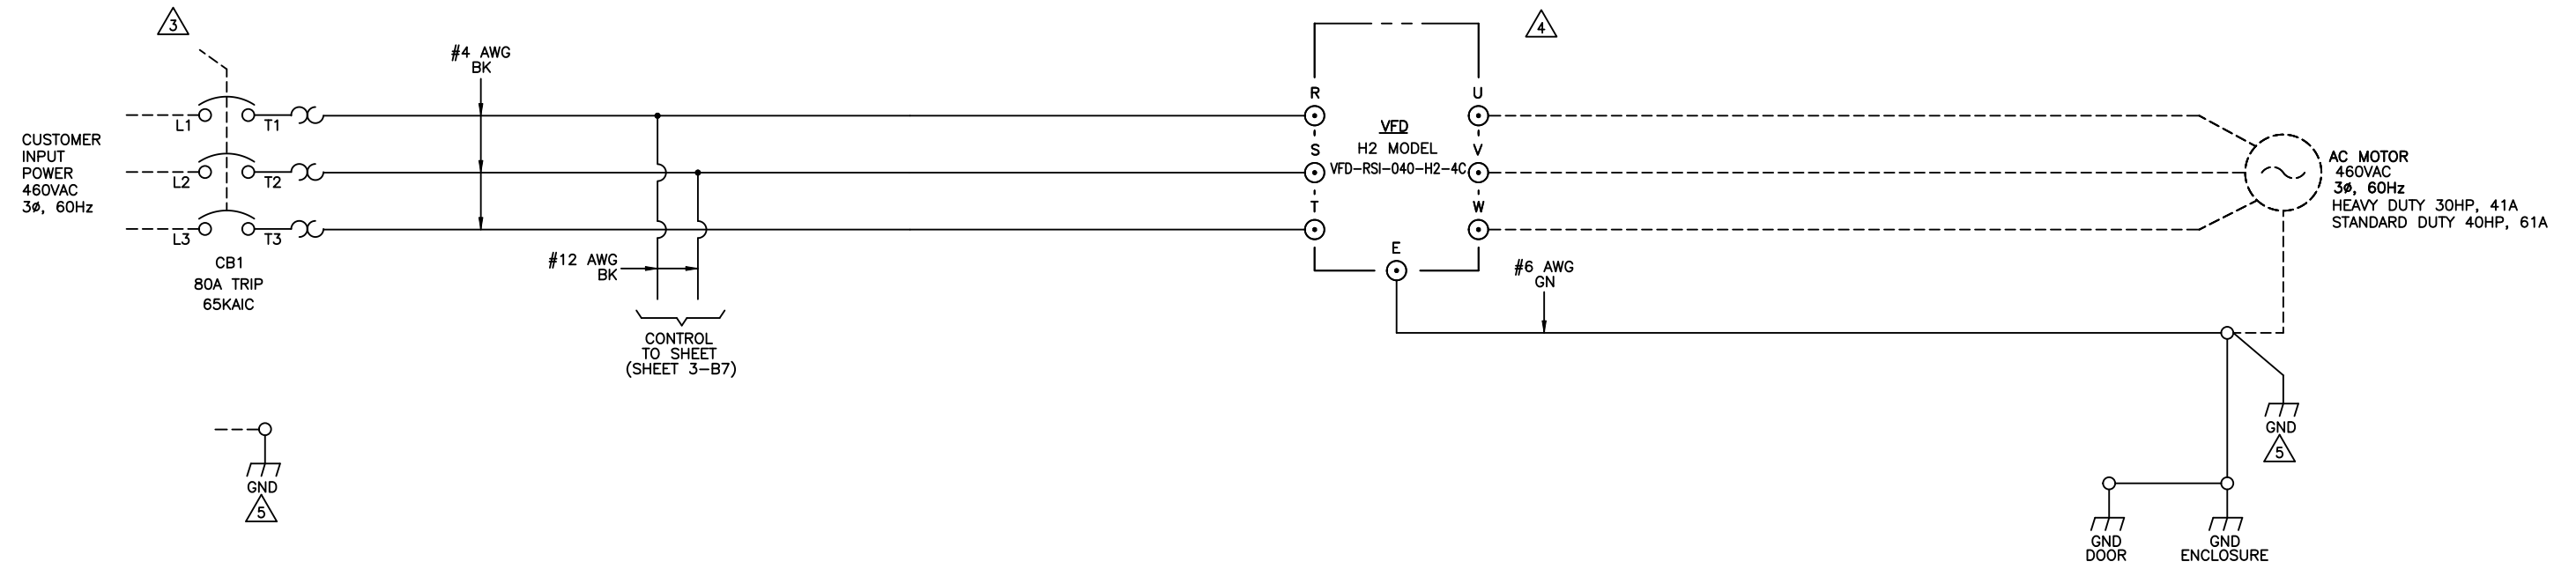 3
#4 AWG
BK
CUSTOMER
INPUT
POWER
460VAC
3ø, 60Hz
L1
T1
L2
T2
L3
T3
CB1
80A TRIP
65KAIC
#12 AWG
BK
CONTROL
TO SHEET
(SHEET 3-B7)
GND
5
4
R
U
VFD
H2 MODEL
S
V
VFD-RSI-040-H2-4C
T
W
E
#6 AWG
GN
AC MOTOR
460VAC
3ø, 60Hz
HEAVY DUTY 30HP, 41A
STANDARD DUTY 40HP, 61A
GND
5
GND
DOOR
GND
ENCLOSURE